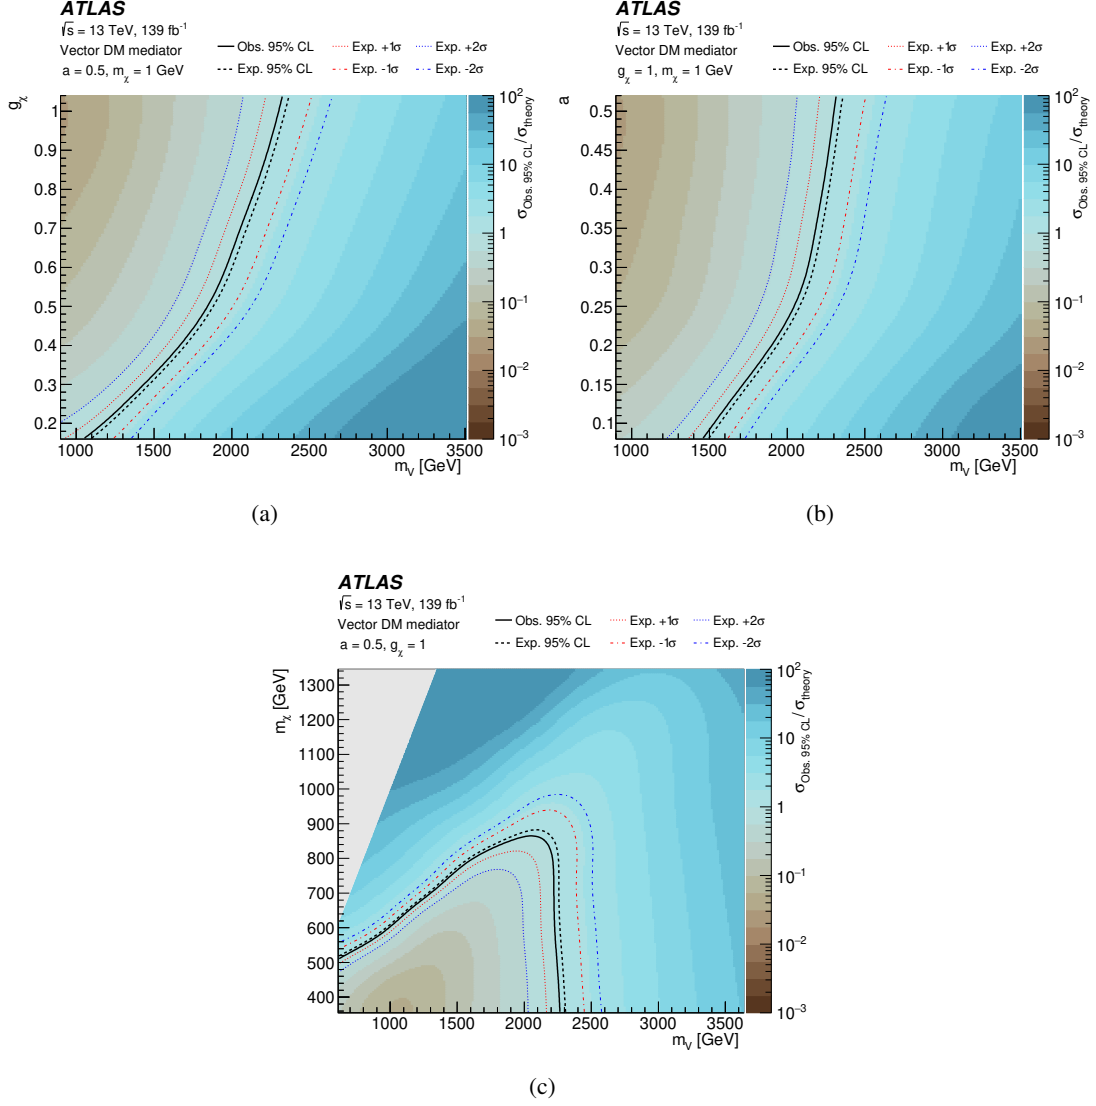 ATLAS
√s = 13 TeV, 139 fb⁻¹
Vector DM mediator
a = 0.5, mχ = 1 GeV
Obs. 95% CL
Exp. 95% CL
Exp. +1σ
Exp. -1σ
Exp. +2σ
Exp. -2σ
gχ
1
0.9
0.8
0.7
0.6
0.5
0.4
0.3
0.2
1000 1500 2000 2500 3000 3500
m_V [GeV]
10²
10
1
10⁻¹
10⁻²
10⁻³
σ_Obs. 95% CL/σ_theory
(a)
ATLAS
√s = 13 TeV, 139 fb⁻¹
Vector DM mediator
gχ = 1, mχ = 1 GeV
Obs. 95% CL
Exp. 95% CL
Exp. +1σ
Exp. -1σ
Exp. +2σ
Exp. -2σ
a
0.5
0.45
0.4
0.35
0.3
0.25
0.2
0.15
0.1
1000 1500 2000 2500 3000 3500
m_V [GeV]
10²
10
1
10⁻¹
10⁻²
10⁻³
σ_Obs. 95% CL/σ_theory
(b)
ATLAS
√s = 13 TeV, 139 fb⁻¹
Vector DM mediator
a = 0.5, gχ = 1
Obs. 95% CL
Exp. 95% CL
Exp. +1σ
Exp. -1σ
Exp. +2σ
Exp. -2σ
mχ [GeV]
1300
1200
1100
1000
900
800
700
600
500
400
1000 1500 2000 2500 3000 3500
m_V [GeV]
10²
10
1
10⁻¹
10⁻²
10⁻³
σ_Obs. 95% CL/σ_theory
(c)